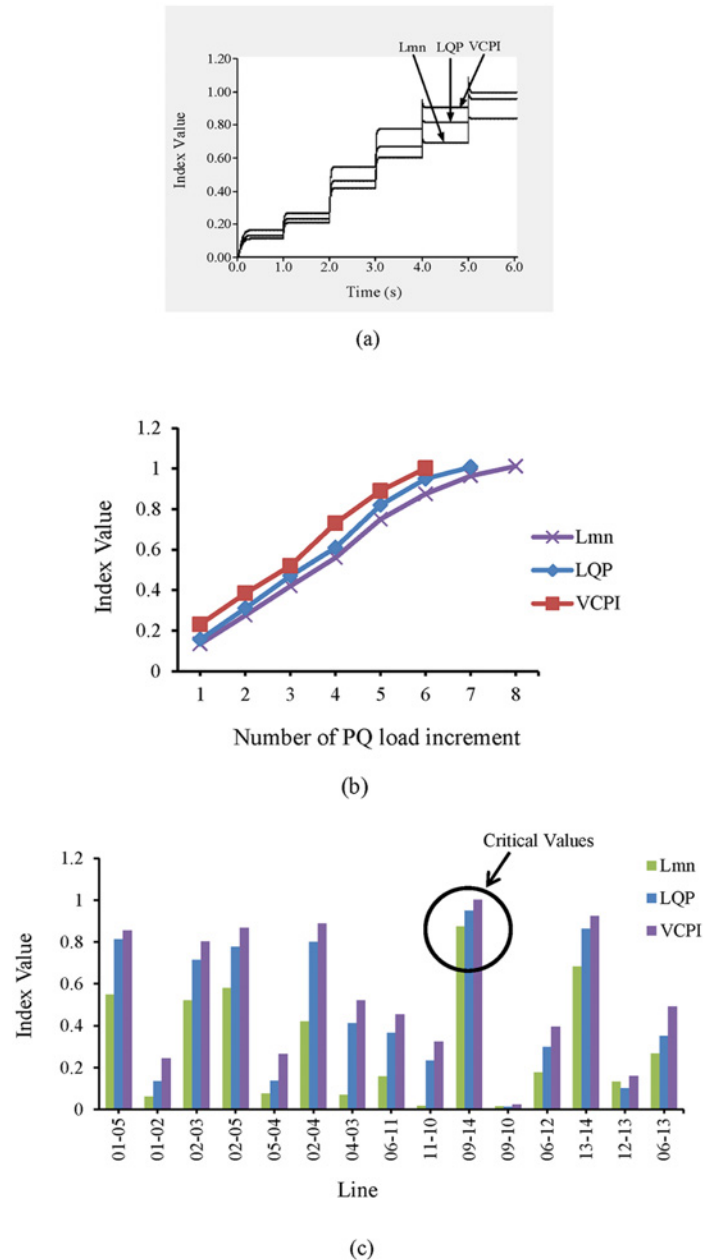 Lmn LQP VCPI
1.20
1.00
0.80
0.60
0.40
0.20
0.00
Index Value
0.0 1.0 2.0 3.0 4.0 5.0 6.0
Time (s)
(a)
1.2
1
0.8
0.6
0.4
0.2
0
Index Value
Lmn
LQP
VCPI
1 2 3 4 5 6 7 8
Number of PQ load increment
(b)
Critical Values
1.2
1
0.8
0.6
0.4
0.2
0
Index Value
Lmn
LQP
VCPI
01-05 01-02 02-03 02-05 05-04 02-04 04-03 06-11 11-10 09-14 09-10 06-12 13-14 12-13 06-13
Line
(c)